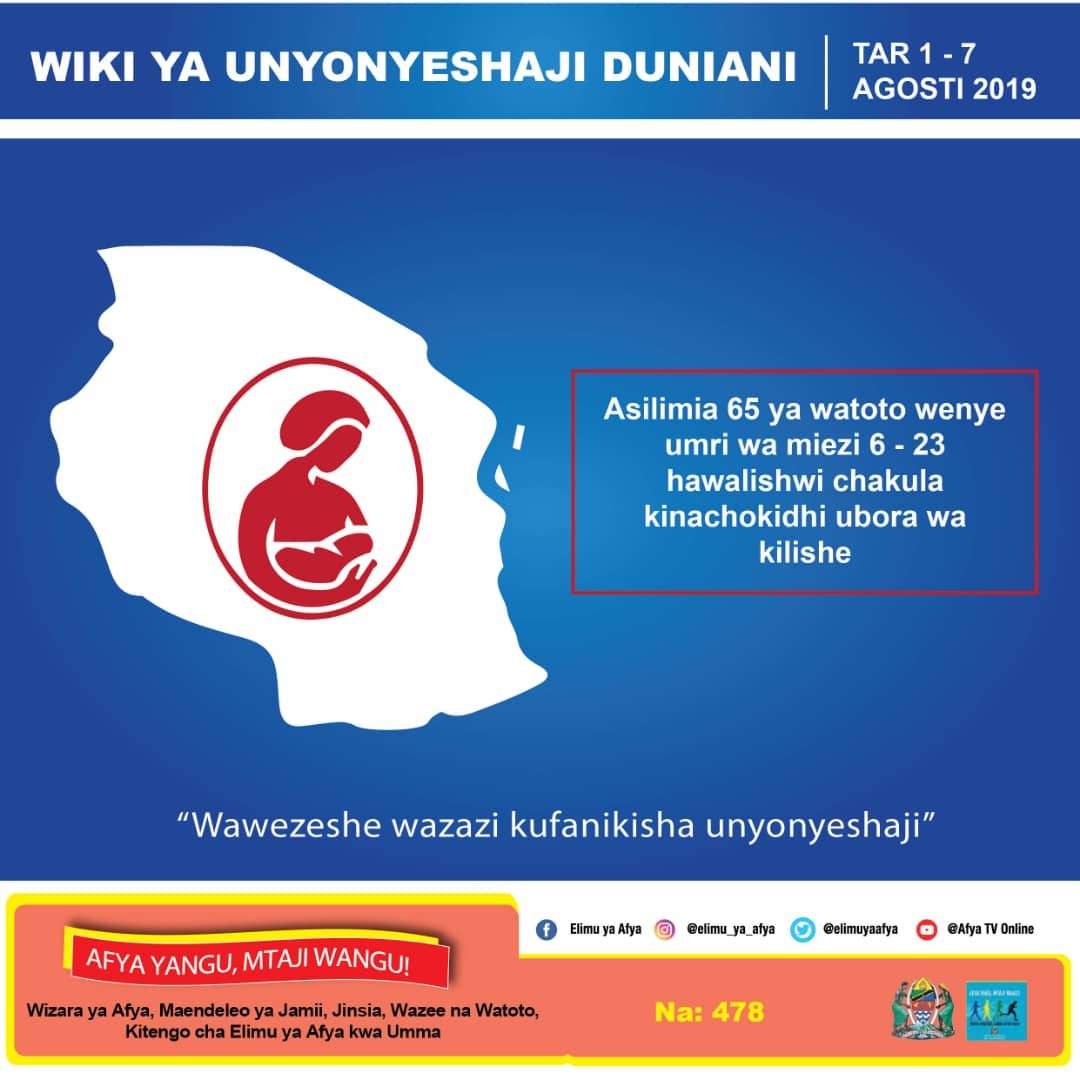 WIKI YA UNYONYESHAJI DUNIANI
TAR 1 - 7
AGOSTI 2019
Asilimia 65 ya watoto wenye
umri wa miezi 6 - 23
hawalishwi chakula
kinachokidhi ubora wa
kilishe
“Wawezeshe wazazi kufanikisha unyonyeshaji”
Elimu ya Afya
@elimu_ya_afya
@elimuyaafya
@Afya TV Online
AFYA YANGU, MTAJI WANGU!
Wizara ya Afya, Maendeleo ya Jamii, Jinsia, Wazee na Watoto,
Kitengo cha Elimu ya Afya kwa Umma
Na: 478